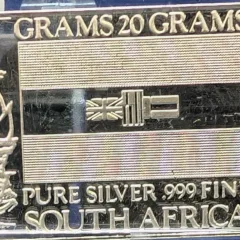 GRAMS 20 GRAMS
PURE SILVER .999 FIN
SOUTH AFRICA